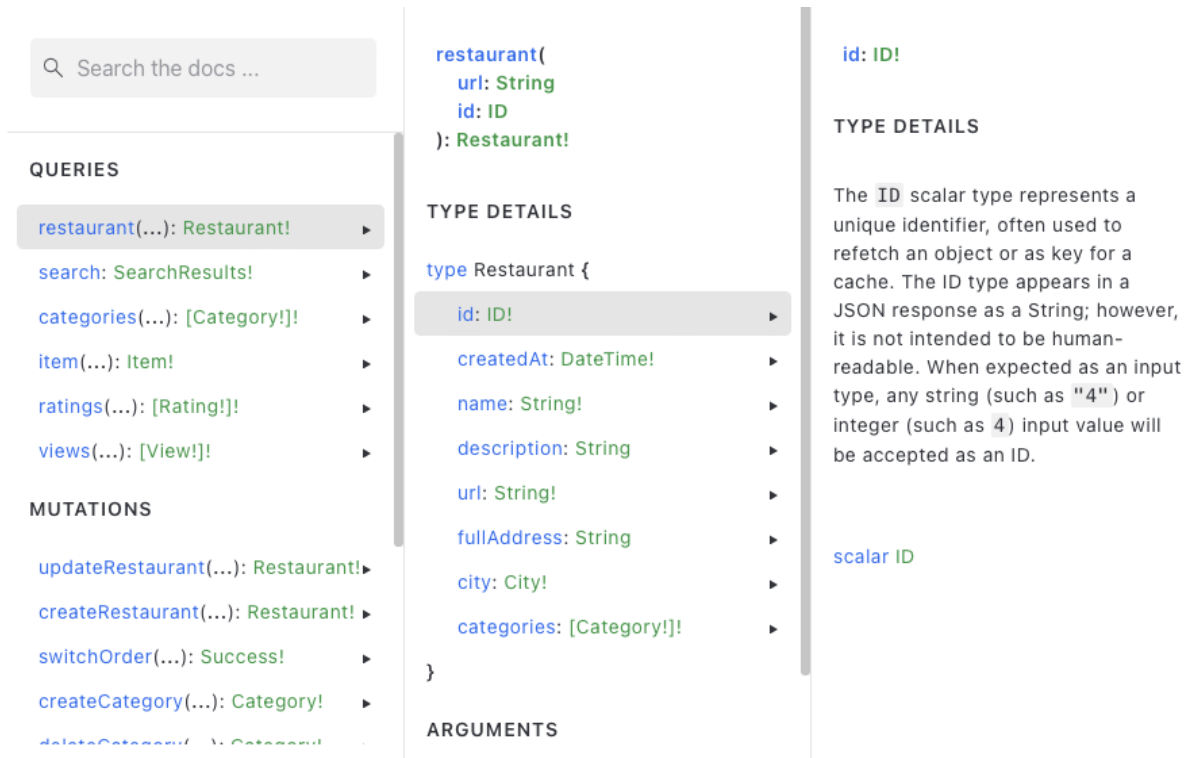 Search the docs ...
QUERIES
restaurant(...): Restaurant!
search: SearchResults!
categories(...): [Category!]!
item(...): Item!
ratings(...): [Rating!]!
views(...): [View!]!
MUTATIONS
updateRestaurant(...): Restaurant!
createRestaurant(...): Restaurant!
switchOrder(...): Success!
createCategory(...): Category!
deleteCategory(...): Category!
restaurant(
url: String
id: ID
): Restaurant!
TYPE DETAILS
type Restaurant {
id: ID!
createdAt: DateTime!
name: String!
description: String
url: String!
fullAddress: String
city: City!
categories: [Category!]!
}
ARGUMENTS
id: ID!
TYPE DETAILS
The ID scalar type represents a
unique identifier, often used to
refetch an object or as key for a
cache. The ID type appears in a
JSON response as a String; however,
it is not intended to be human-
readable. When expected as an input
type, any string (such as "4") or
integer (such as 4) input value will
be accepted as an ID.
scalar ID